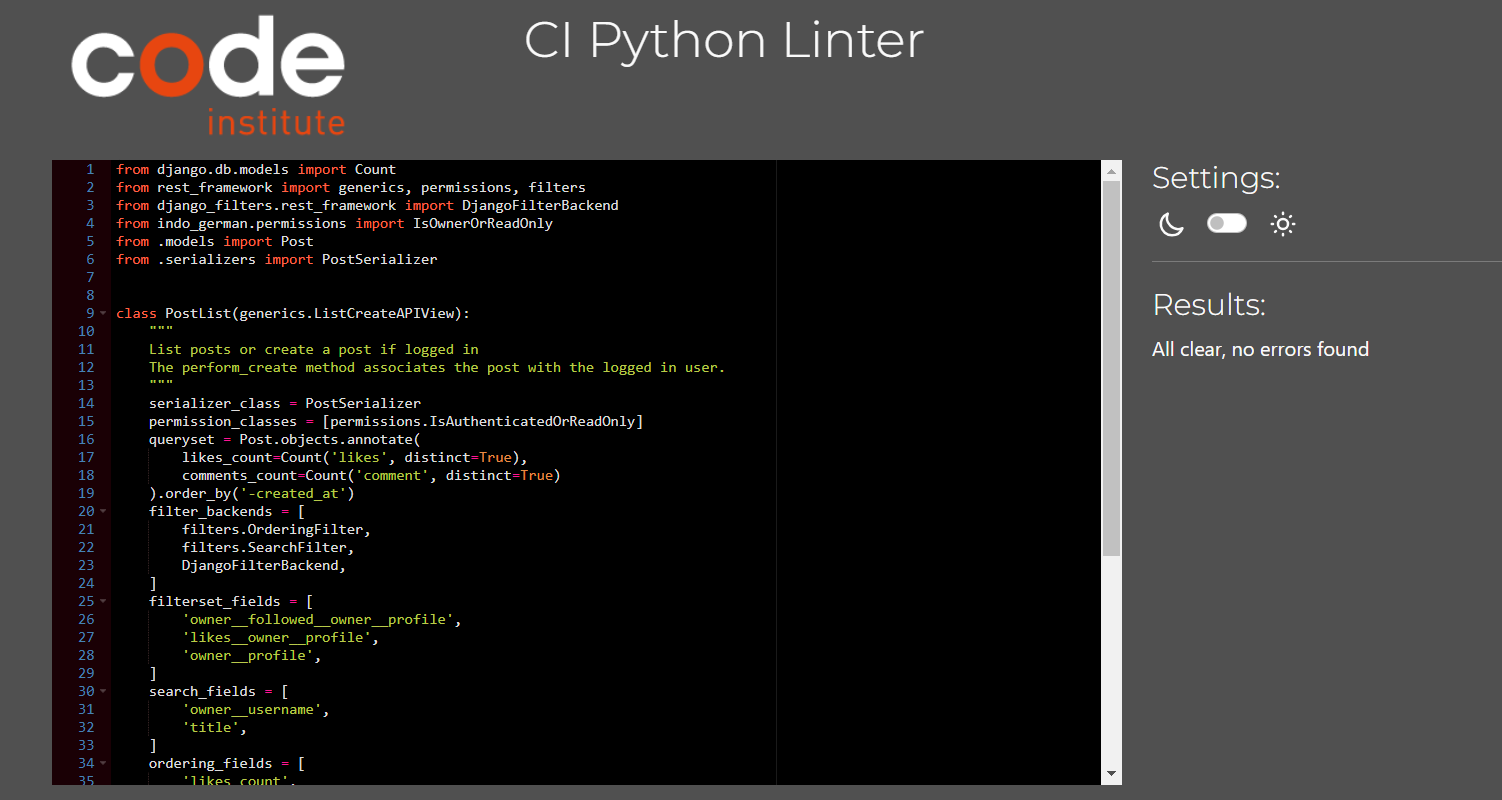 code
institute
CI Python Linter
1 from django.db.models import Count
2 from rest_framework import generics, permissions, filters
3 from django_filters.rest_framework import DjangoFilterBackend
4 from indo_german.permissions import IsOwnerOrReadOnly
5 from .models import Post
6 from .serializers import PostSerializer
7
8
9 class PostList(generics.ListCreateAPIView):
10     """
11     List posts or create a post if logged in
12     The perform_create method associates the post with the logged in user.
13     """
14     serializer_class = PostSerializer
15     permission_classes = [permissions.IsAuthenticatedOrReadOnly]
16     queryset = Post.objects.annotate(
17         likes_count=Count('likes', distinct=True),
18         comments_count=Count('comment', distinct=True)
19     ).order_by('-created_at')
20     filter_backends = [
21         filters.OrderingFilter,
22         filters.SearchFilter,
23         DjangoFilterBackend,
24     ]
25     filterset_fields = [
26         'owner__followed__owner__profile',
27         'likes__owner__profile',
28         'owner__profile',
29     ]
30     search_fields = [
31         'owner__username',
32         'title',
33     ]
34     ordering_fields = [
35         'likes_count',
Settings:
Results:
All clear, no errors found